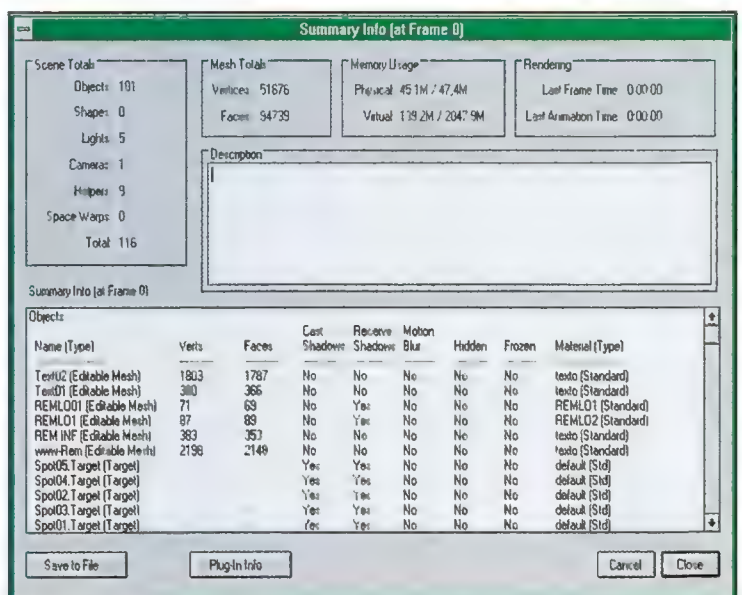 Summary Info (at Frame 0)
Scene Totals
Objects 101
Shapes 0
Lights 5
Cameras 1
Helpers 9
Space Warps 0
Total 116
Mesh Totals
Vertices 51676
Faces 94739
Memory Usage
Physical 45.1M / 47.4M
Virtual 139.2M / 2047.9M
Rendering
Last Frame Time 0:00:00
Last Animation Time 0:00:00
Description
Summary Info (at Frame 0)
Objects
Name (Type) Verts Faces Cast Shadows Receive Shadows Motion Blur Hidden Frozen Material (Type)
Text02 (Editable Mesh) 1803 1787 No No No No No texto (Standard)
Text01 (Editable Mesh) 380 366 No No No No No texto (Standard)
REMLO01 (Editable Mesh) 71 69 No Yes No No No REMLO1 (Standard)
REMLO1 (Editable Mesh) 87 89 No Yes No No No REMLO2 (Standard)
REM INF (Editable Mesh) 383 353 No No No No No texto (Standard)
www-Rem (Editable Mesh) 2198 2149 No No No No No texto (Standard)
Spot05.Target (Target) Yes Yes No No No default (Std)
Spot04.Target (Target) Yes Yes No No No default (Std)
Spot02.Target (Target) Yes Yes No No No default (Std)
Spot03.Target (Target) Yes Yes No No No default (Std)
Spot01.Target (Target) Yes Yes No No No default (Std)
Save to File
Plug-In Info
Cancel
Close